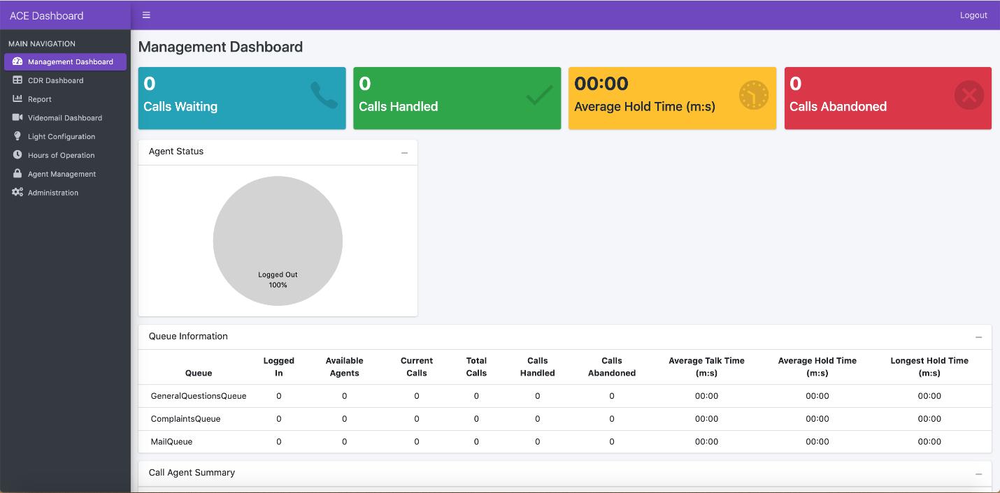 ACE Dashboard
Logout
MAIN NAVIGATION
Management Dashboard
CDR Dashboard
Report
Videomail Dashboard
Light Configuration
Hours of Operation
Agent Management
Administration
Management Dashboard
0
Calls Waiting
0
Calls Handled
00:00
Average Hold Time (m:s)
0
Calls Abandoned
Agent Status
Logged Out
100%
Queue Information
Queue Logged In Available Agents Current Calls Total Calls Calls Handled Calls Abandoned Average Talk Time (m:s) Average Hold Time (m:s) Longest Hold Time (m:s)
GeneralQuestionsQueue 0 0 0 0 0 0 00:00 00:00 00:00
ComplaintsQueue 0 0 0 0 0 0 00:00 00:00 00:00
MailQueue 0 0 0 0 0 0 00:00 00:00 00:00
Call Agent Summary